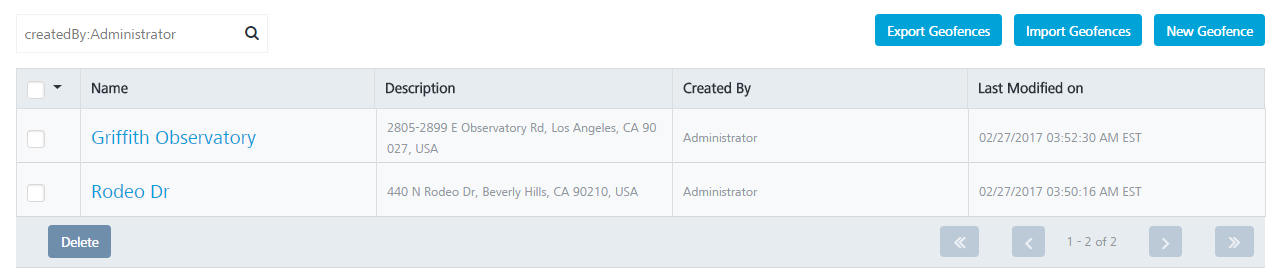 createdBy:Administrator
Export Geofences
Import Geofences
New Geofence
Name Description Created By Last Modified on
Griffith Observatory 2805-2899 E Observatory Rd, Los Angeles, CA 90 Administrator 02/27/2017 03:52:30 AM EST
027, USA
Rodeo Dr 440 N Rodeo Dr, Beverly Hills, CA 90210, USA Administrator 02/27/2017 03:50:16 AM EST
Delete 1 - 2 of 2